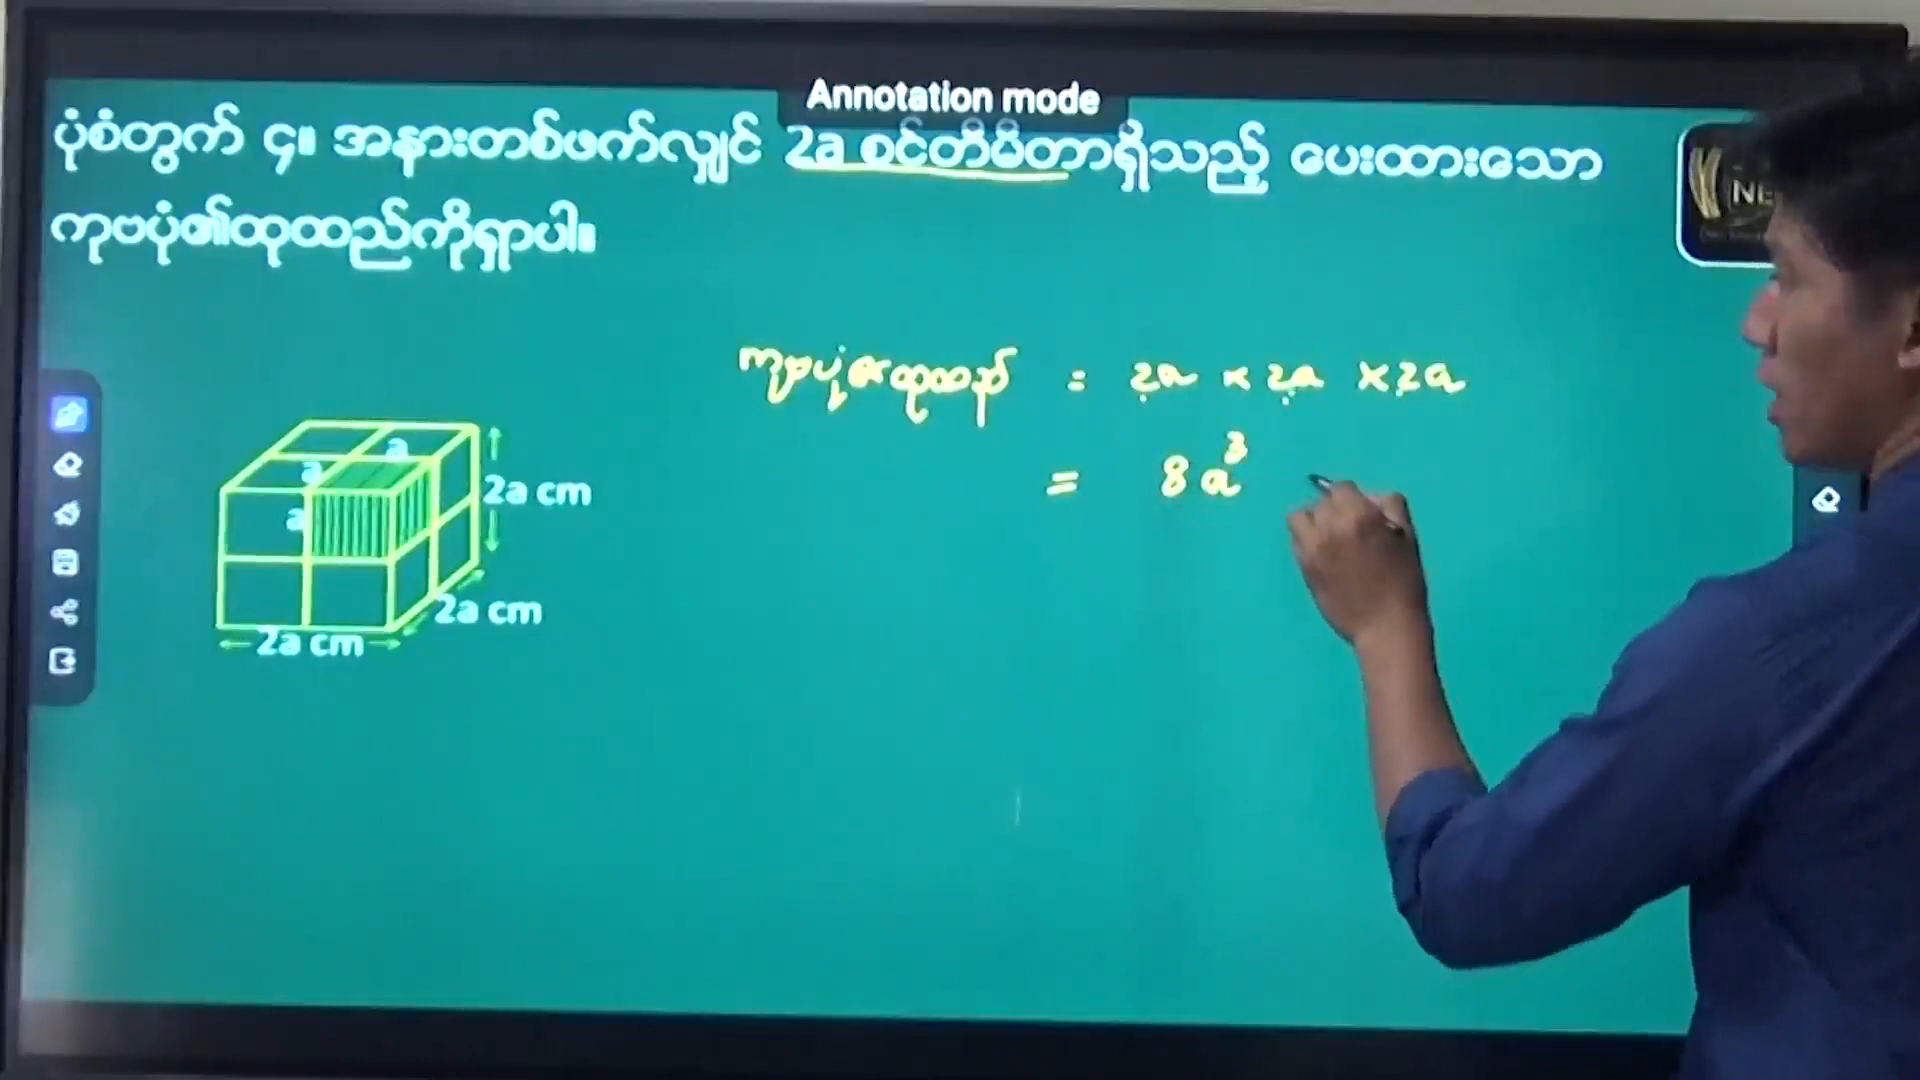 Annotation mode
ပုံစံတွက် ၄။ အနားတစ်ဖက်လျှင် 2a စင်တီမီတာရှိသည့် ပေးထားသော
ကုဗပုံ၏ထုထည်ကိုရှာပါ။
NE
ကုဗပုံ၏ထုထည် = 2a × 2a × 2a
= 8a³
a
a
a
2a cm
2a cm
2a cm